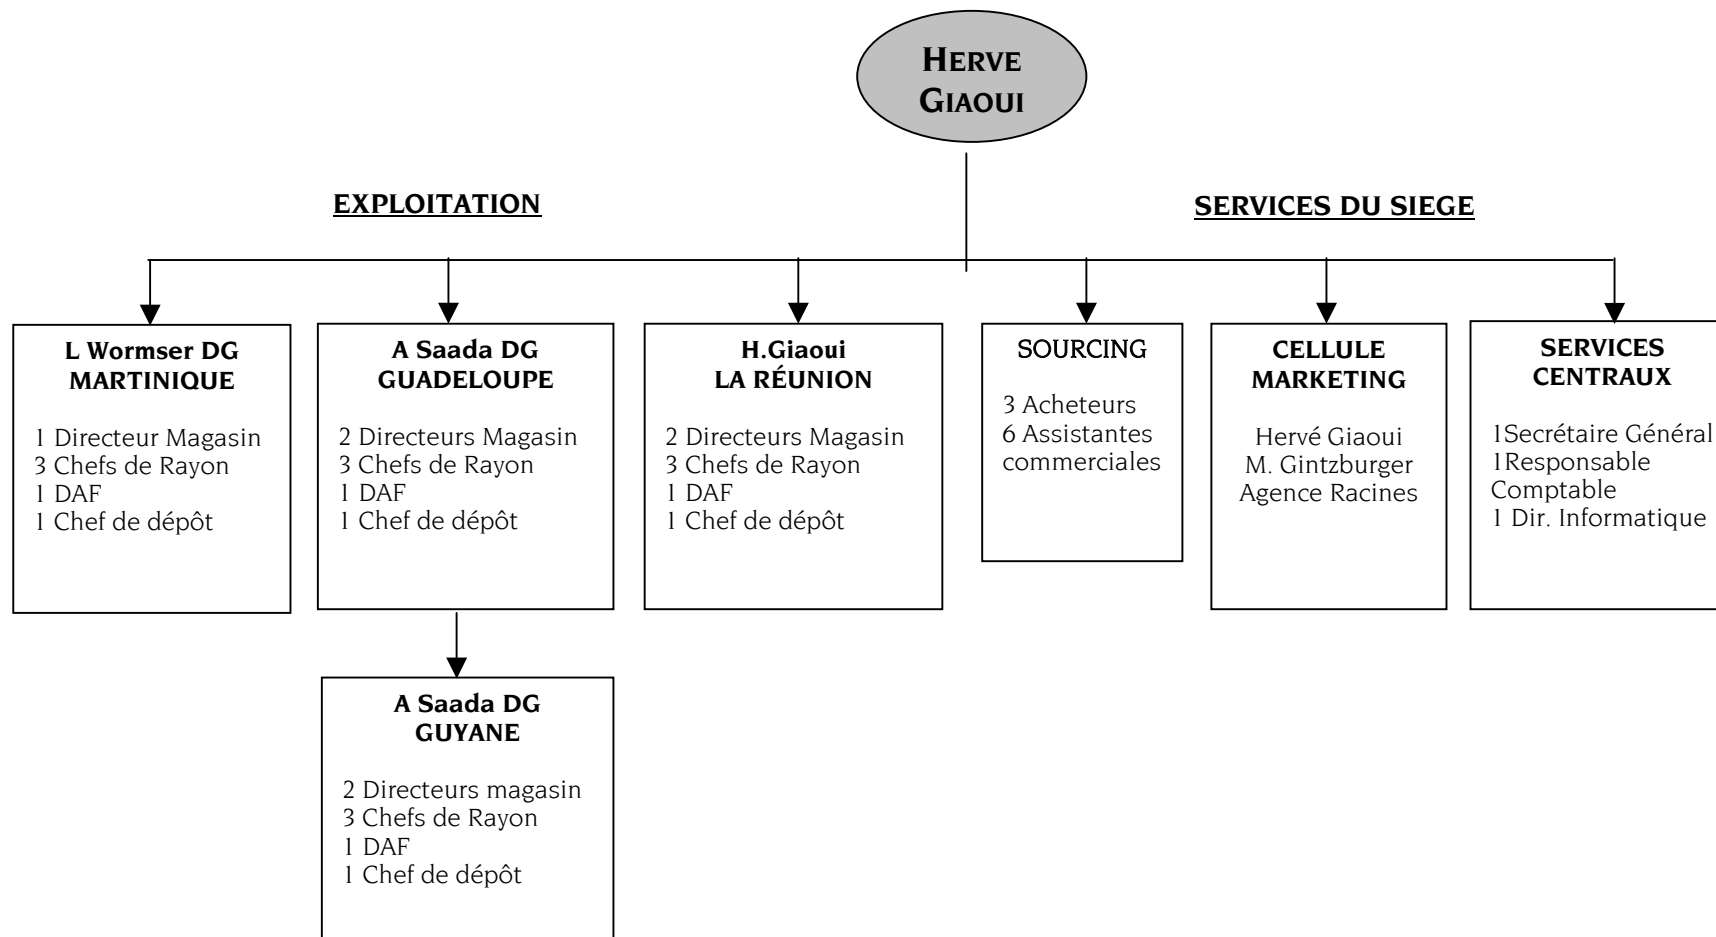 HERVE
GIAOUI
EXPLOITATION
SERVICES DU SIEGE
L Wormser DG
MARTINIQUE
1 Directeur Magasin
3 Chefs de Rayon
1 DAF
1 Chef de dépôt
A Saada DG
GUADELOUPE
2 Directeurs Magasin
3 Chefs de Rayon
1 DAF
1 Chef de dépôt
H.Giaoui
LA RÉUNION
2 Directeurs Magasin
3 Chefs de Rayon
1 DAF
1 Chef de dépôt
SOURCING
3 Acheteurs
6 Assistantes
commerciales
CELLULE
MARKETING
Hervé Giaoui
M. Gintzburger
Agence Racines
SERVICES
CENTRAUX
1Secrétaire Général
1Responsable
Comptable
1 Dir. Informatique
A Saada DG
GUYANE
2 Directeurs magasin
3 Chefs de Rayon
1 DAF
1 Chef de dépôt